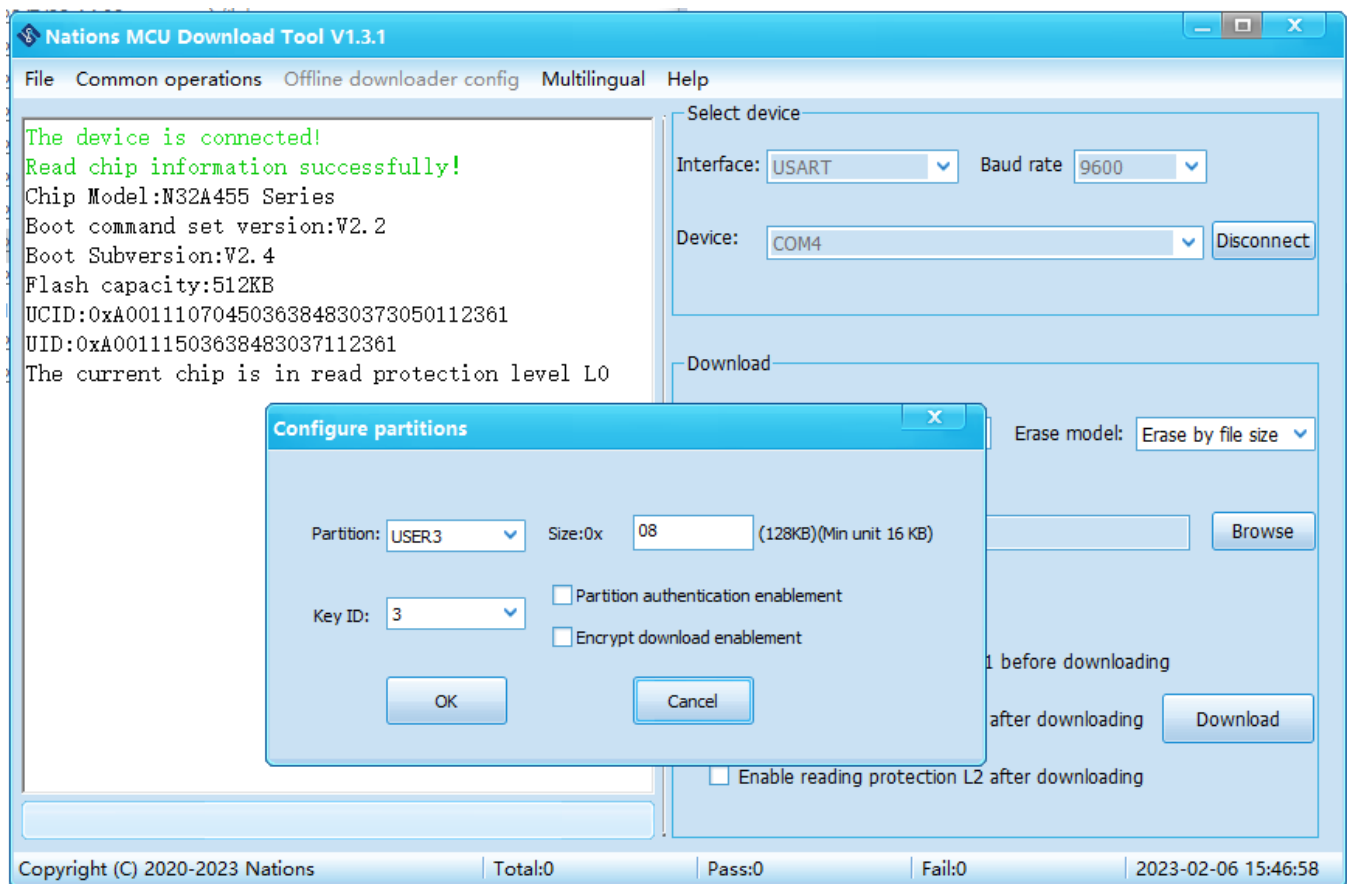 Nations MCU Download Tool V1.3.1
File Common operations Offline downloader config Multilingual Help
The device is connected!
Read chip information successfully!
Chip Model:N32A455 Series
Boot command set version:V2.2
Boot Subversion:V2.4
Flash capacity:512KB
UCID:0xA0011107045036384830373050112361
UID:0xA00111503638483037112361
The current chip is in read protection level L0
Select device
Interface: USART Baud rate 9600
Device: COM4 Disconnect
Download
Erase model: Erase by file size
Browse
1 before downloading
after downloading Download
Enable reading protection L2 after downloading
Configure partitions
Partition: USER3 Size:0x 08 (128KB)(Min unit 16 KB)
Partition authentication enablement
Key ID: 3
Encrypt download enablement
OK Cancel
Copyright (C) 2020-2023 Nations Total:0 Pass:0 Fail:0 2023-02-06 15:46:58